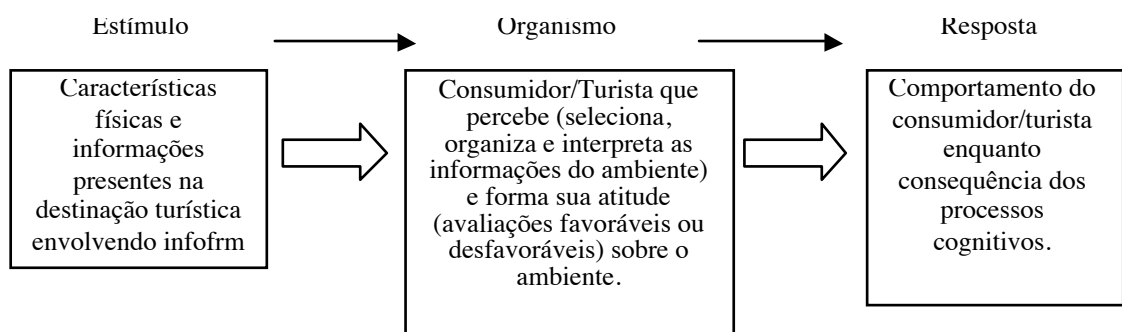 Estímulo
Organismo
Resposta
Características
físicas e
informações
presentes na
destinação turística
envolvendo infofrm
Consumidor/Turista que
percebe (seleciona,
organiza e interpreta as
informações do ambiente)
e forma sua atitude
(avaliações favoráveis ou
desfavoráveis) sobre o
ambiente.
Comportamento do
consumidor/turista
enquanto
consequência dos
processos
cognitivos.